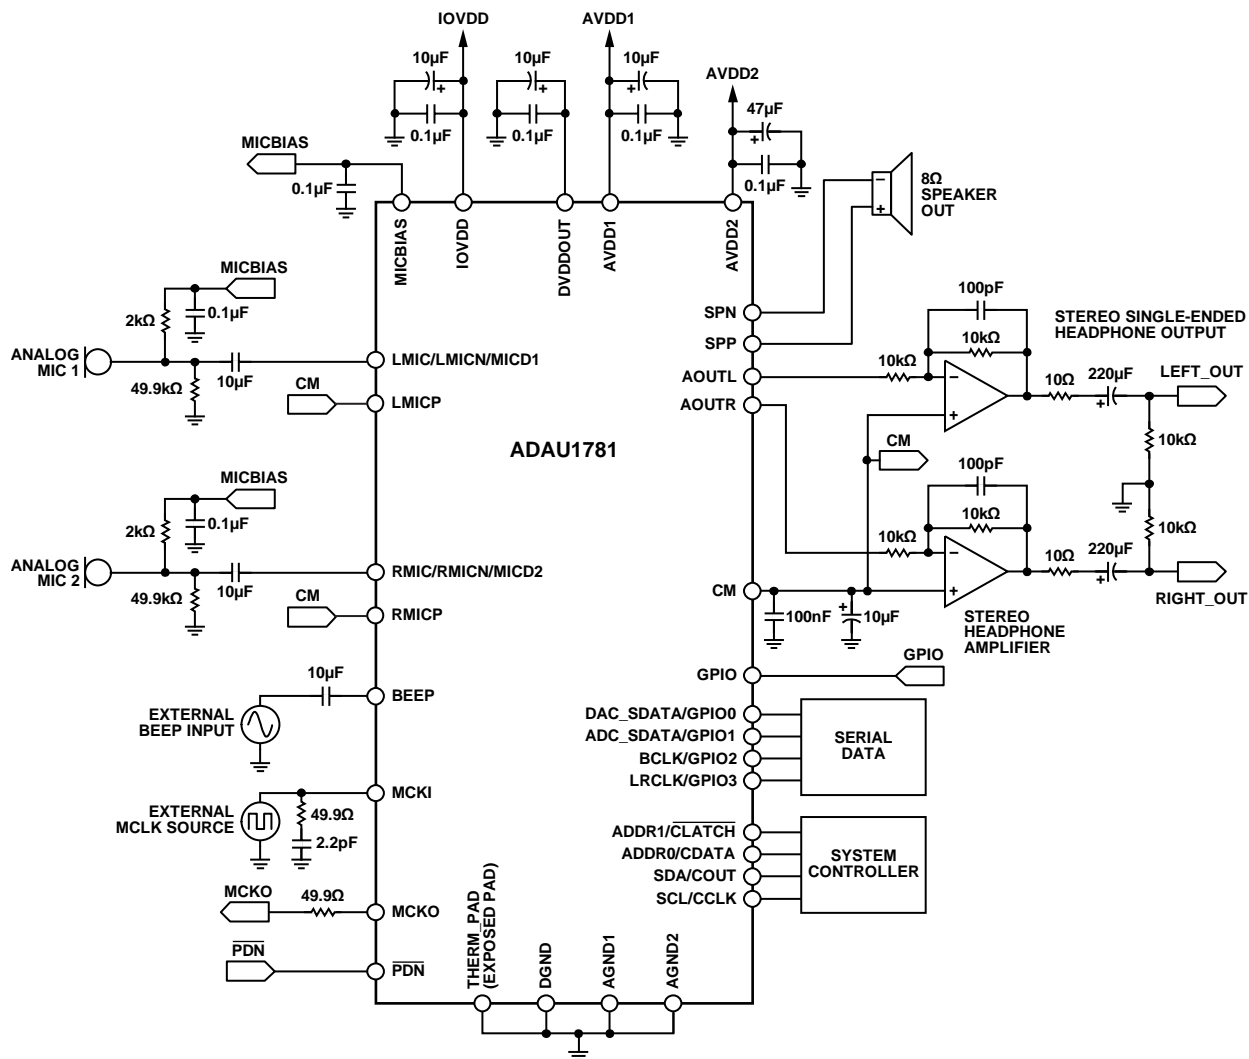 IOVDD
AVDD1
10µF
10µF
10µF
AVDD2
47µF
0.1µF
0.1µF
0.1µF
MICBIAS
0.1µF
0.1µF
8Ω
SPEAKER
OUT
−
+
MICBIAS
IOVDD
DVDDOUT
AVDD1
AVDD2
MICBIAS
0.1µF
2kΩ
ANALOG
MIC 1
49.9kΩ
10µF
LMIC/LMICN/MICD1
CM
LMICP
SPN
SPP
AOUTL
AOUTR
100pF
10kΩ
10kΩ
STEREO SINGLE-ENDED
HEADPHONE OUTPUT
10Ω
220µF
+
LEFT_OUT
10kΩ
ADAU1781
CM
MICBIAS
0.1µF
2kΩ
ANALOG
MIC 2
49.9kΩ
10µF
RMIC/RMICN/MICD2
CM
RMICP
100pF
10kΩ
10kΩ
10kΩ
10Ω
220µF
+
RIGHT_OUT
CM
100nF
+
10µF
STEREO
HEADPHONE
AMPLIFIER
10µF
BEEP
EXTERNAL
BEEP INPUT
GPIO
GPIO
DAC_SDATA/GPIO0
ADC_SDATA/GPIO1
BCLK/GPIO2
LRCLK/GPIO3
SERIAL
DATA
MCKI
EXTERNAL
MCLK SOURCE
49.9Ω
2.2pF
ADDR1/CLATCH
ADDR0/CDATA
SDA/COUT
SCL/CCLK
SYSTEM
CONTROLLER
MCKO
49.9Ω
MCKO
PDN
PDN
THERM_PAD
(EXPOSED PAD)
DGND
AGND1
AGND2